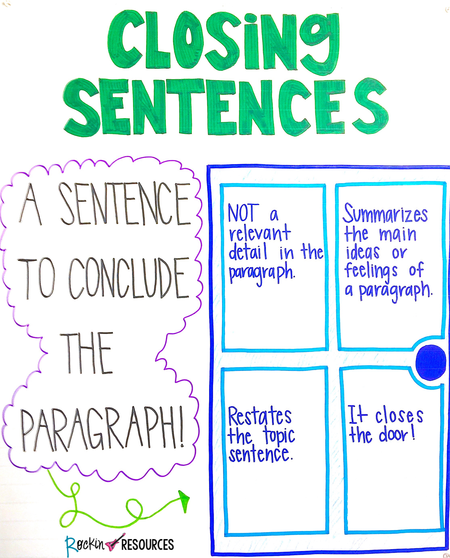 CLOSING
SENTENCES
A SENTENCE
TO CONCLUDE
THE
PARAGRAPH!
NOT a
relevant
detail in the
paragraph.
Summarizes
the main
ideas or
feelings of
a paragraph.
Restates
the topic
sentence.
It closes
the door!
Rockin RESOURCES